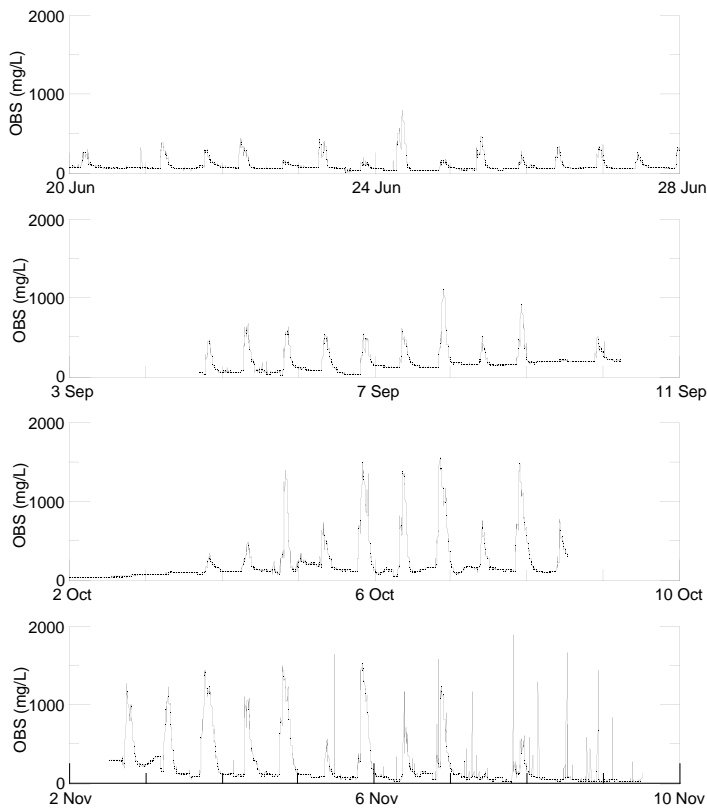 2000
1000
0
OBS (mg/L)
20 Jun
24 Jun
28 Jun
2000
1000
0
OBS (mg/L)
3 Sep
7 Sep
11 Sep
2000
1000
0
OBS (mg/L)
2 Oct
6 Oct
10 Oct
2000
1000
0
OBS (mg/L)
2 Nov
6 Nov
10 Nov